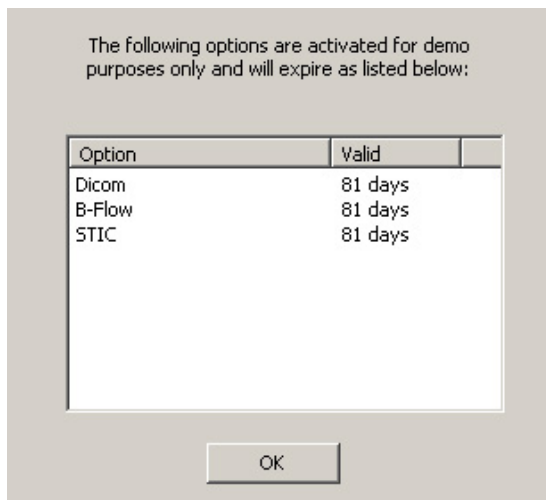 The following options are activated for demo
purposes only and will expire as listed below:
Option Valid
Dicom 81 days
B-Flow 81 days
STIC 81 days
OK